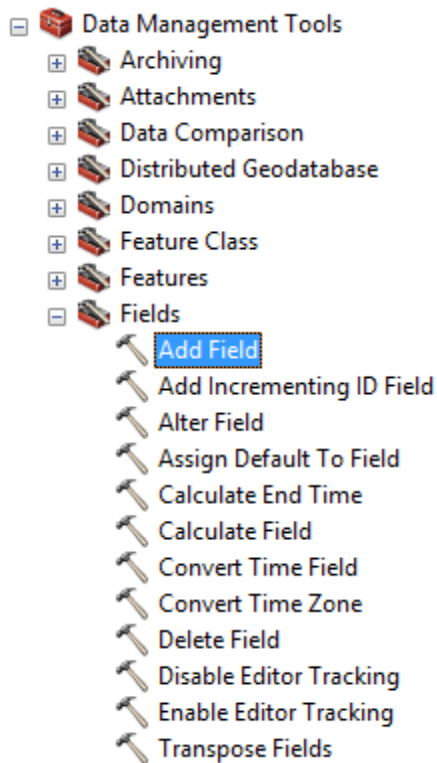 Data Management Tools
Archiving
Attachments
Data Comparison
Distributed Geodatabase
Domains
Feature Class
Features
Fields
Add Field
Add Incrementing ID Field
Alter Field
Assign Default To Field
Calculate End Time
Calculate Field
Convert Time Field
Convert Time Zone
Delete Field
Disable Editor Tracking
Enable Editor Tracking
Transpose Fields